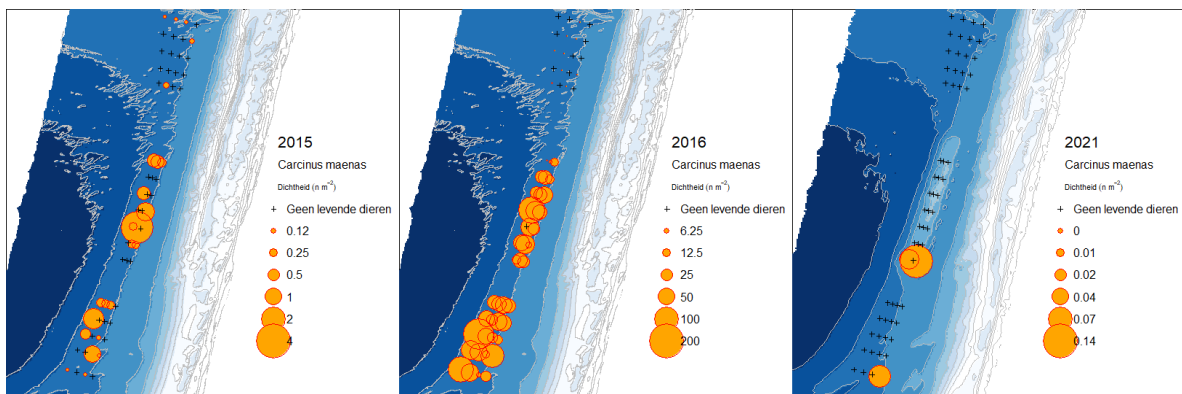 2015
Carcinus maenas
Dichtheid (n m⁻²)
Geen levende dieren
0.12
0.25
0.5
1
2
4
2016
Carcinus maenas
Dichtheid (n m⁻²)
Geen levende dieren
6.25
12.5
25
50
100
200
2021
Carcinus maenas
Dichtheid (n m⁻²)
Geen levende dieren
0
0.01
0.02
0.04
0.07
0.14